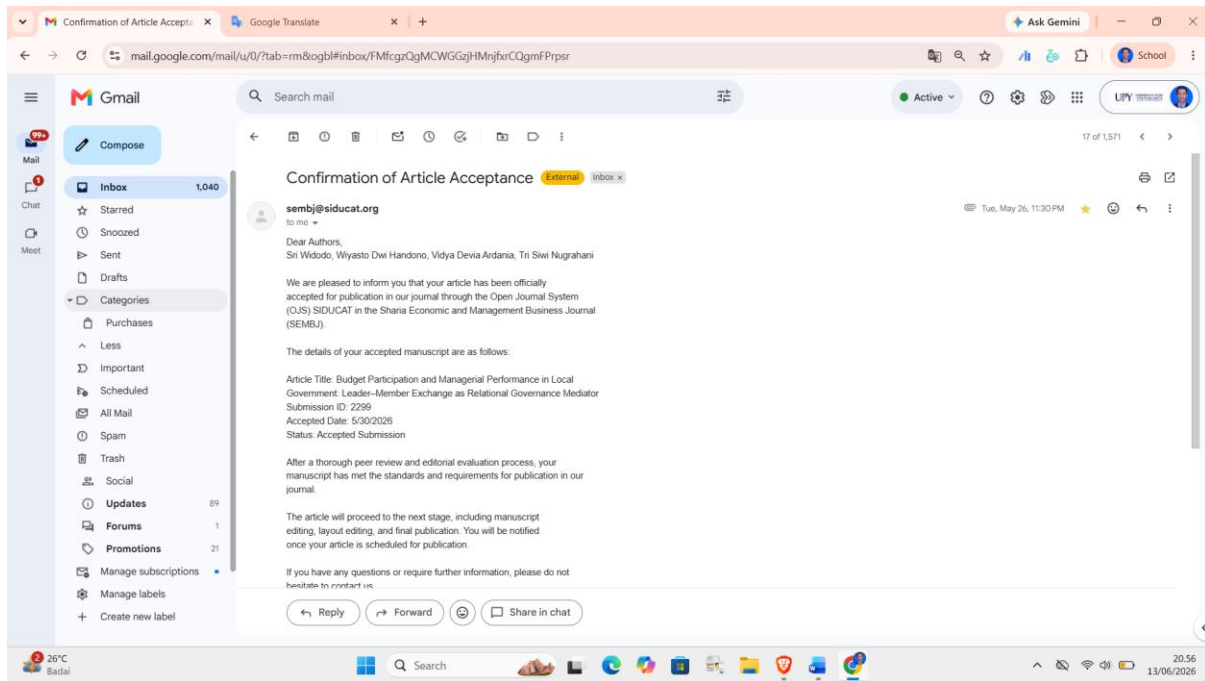 Confirmation of Article Accepta
Google Translate
Ask Gemini
mail.google.com/mail/u/0/?tab=rm&ogbl#inbox/FMfcgzQgMCWGGzjHMnjfxrCQgmFPrpsr
School
Gmail
Search mail
Active
UPY
99+
Mail
Chat
Meet
Compose
Inbox 1,040
Starred
Snoozed
Sent
Drafts
Categories
Purchases
Less
Important
Scheduled
All Mail
Spam
Trash
Social
Updates 89
Forums 1
Promotions 21
Manage subscriptions
Manage labels
Create new label
17 of 1,571
Confirmation of Article Acceptance External Inbox x
sembj@siducat.org
Tue, May 26, 11:30 PM
to me
Dear Authors,
Sri Widodo, Wiyasto Dwi Handono, Vidya Devia Ardania, Tri Siwi Nugrahani
We are pleased to inform you that your article has been officially
accepted for publication in our journal through the Open Journal System
(OJS) SIDUCAT in the Sharia Economic and Management Business Journal
(SEMBJ).
The details of your accepted manuscript are as follows:
Article Title: Budget Participation and Managerial Performance in Local
Government: Leader–Member Exchange as Relational Governance Mediator
Submission ID: 2299
Accepted Date: 5/30/2026
Status: Accepted Submission
After a thorough peer review and editorial evaluation process, your
manuscript has met the standards and requirements for publication in our
journal.
The article will proceed to the next stage, including manuscript
editing, layout editing, and final publication. You will be notified
once your article is scheduled for publication.
If you have any questions or require further information, please do not
hesitate to contact us
Reply
Forward
Share in chat
2
26°C
Badai
Search
20.56
13/06/2026